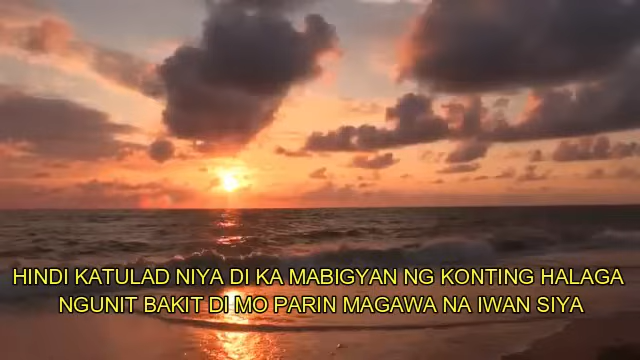 HINDI KATULAD NIYA DI KA MABIGYAN NG KONTING HALAGA
NGUNIT BAKIT DI MO PARIN MAGAWA NA IWAN SIYA